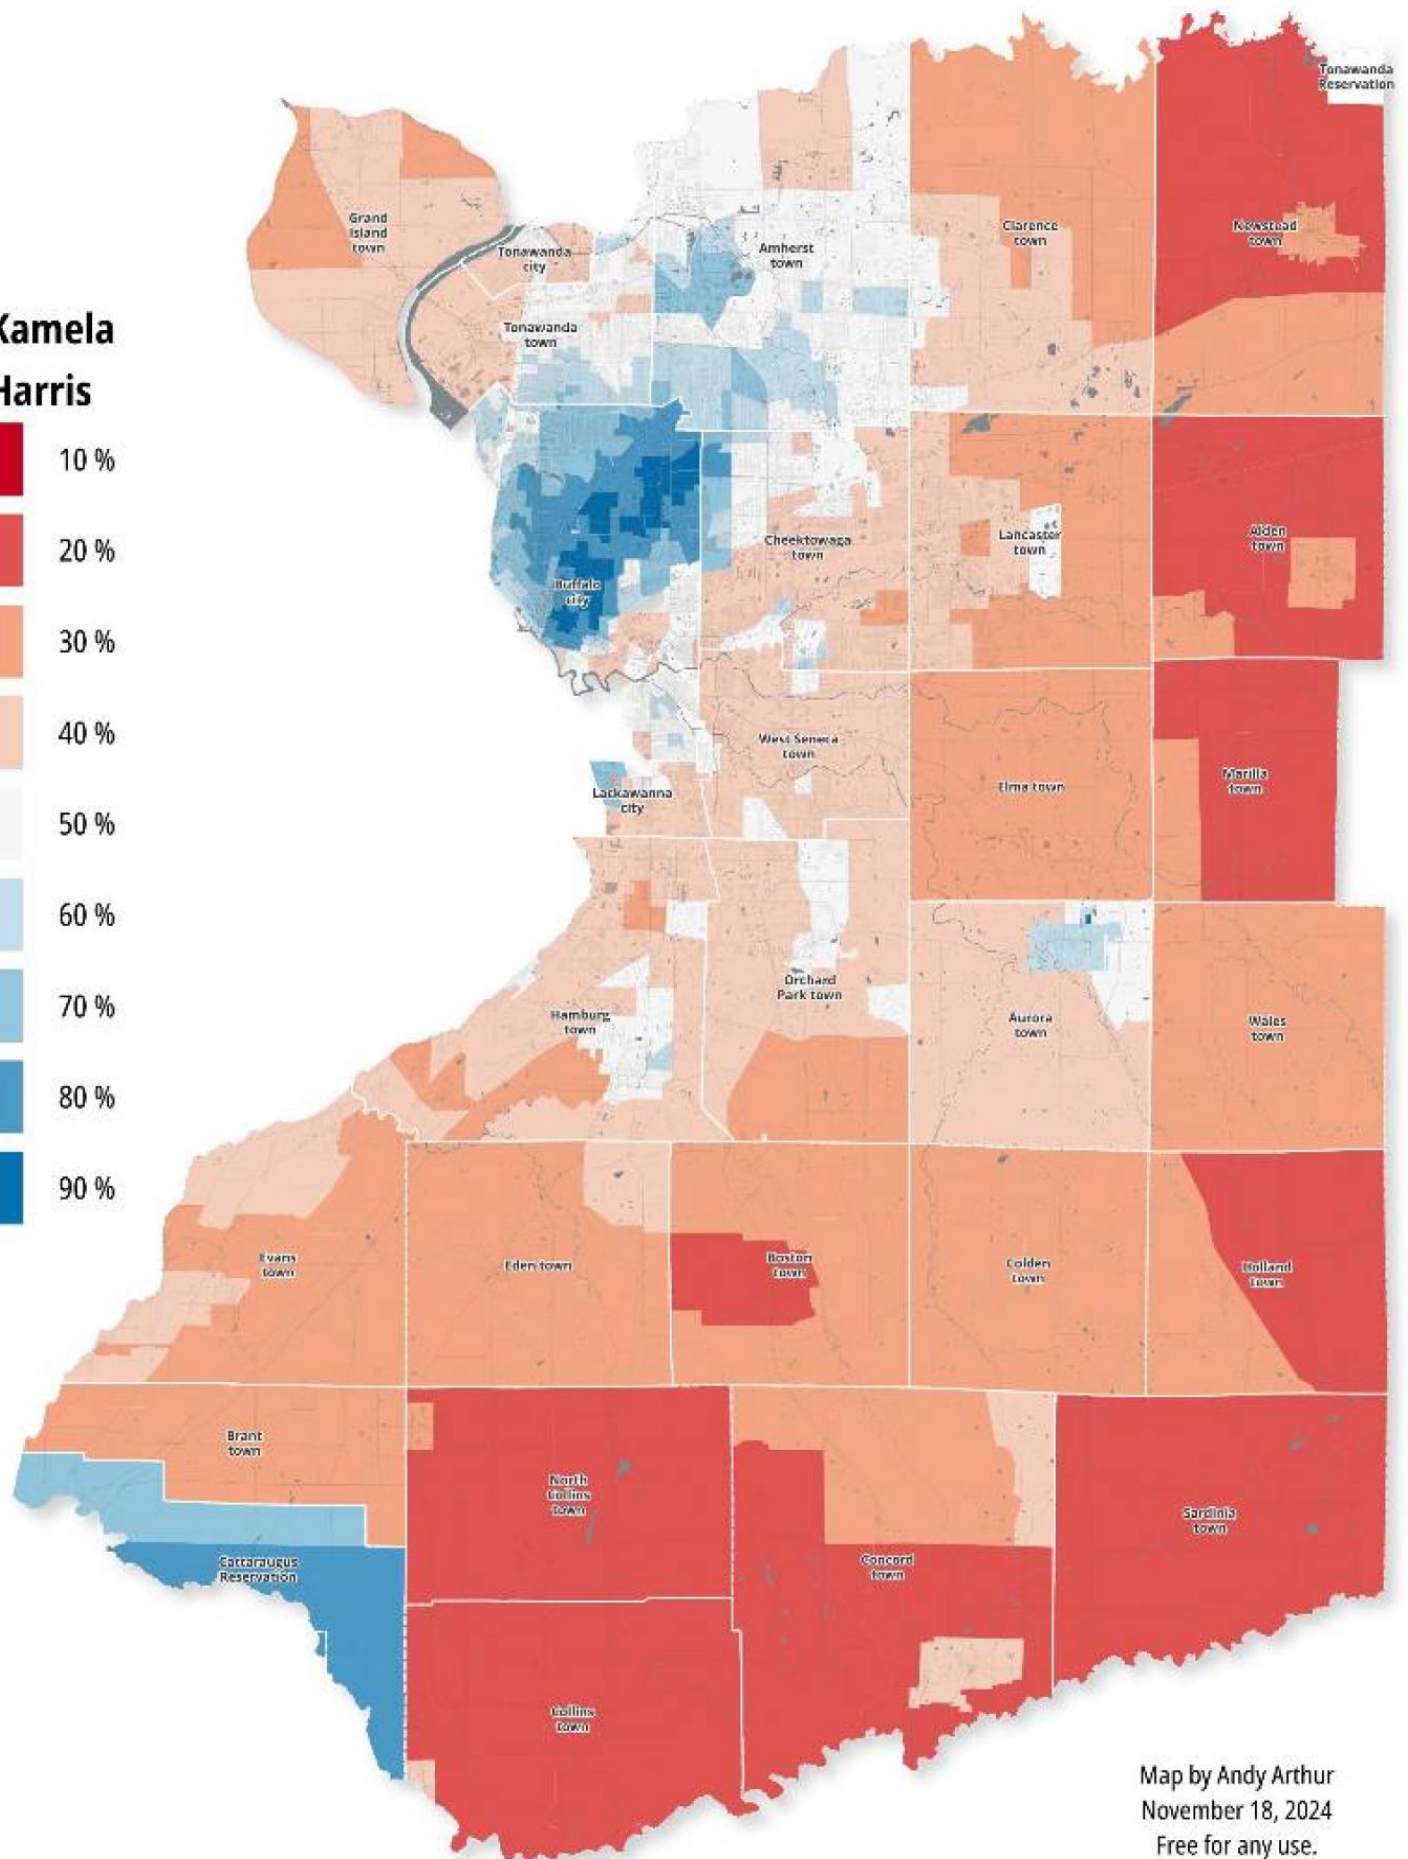 Tonawanda
Reservation
Grand
Island
town
Tonawanda
city
Amherst
town
Clarence
town
Newstead
town
Kamela
Harris
Tonawanda
town
10 %
20 %
30 %
40 %
50 %
60 %
70 %
80 %
90 %
Cheektowaga
town
Lancaster
town
Alden
town
Buffalo
city
West Seneca
town
Elma town
Marilla
town
Lackawanna
city
Orchard
Park town
Hamburg
town
Aurora
town
Wales
town
Evans
town
Eden town
Boston
town
Colden
town
Holland
town
Brant
town
North
Collins
town
Sardinia
town
Cattaraugus
Reservation
Concord
town
Collins
town
Map by Andy Arthur
November 18, 2024
Free for any use.